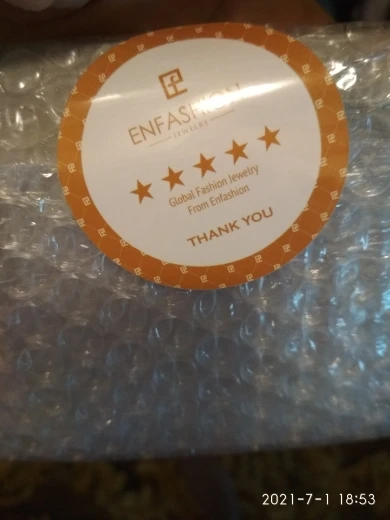 ENFASHION
JEWELRY
Global Fashion Jewelry
From Enfashion
THANK YOU
2021-7-1 18:53